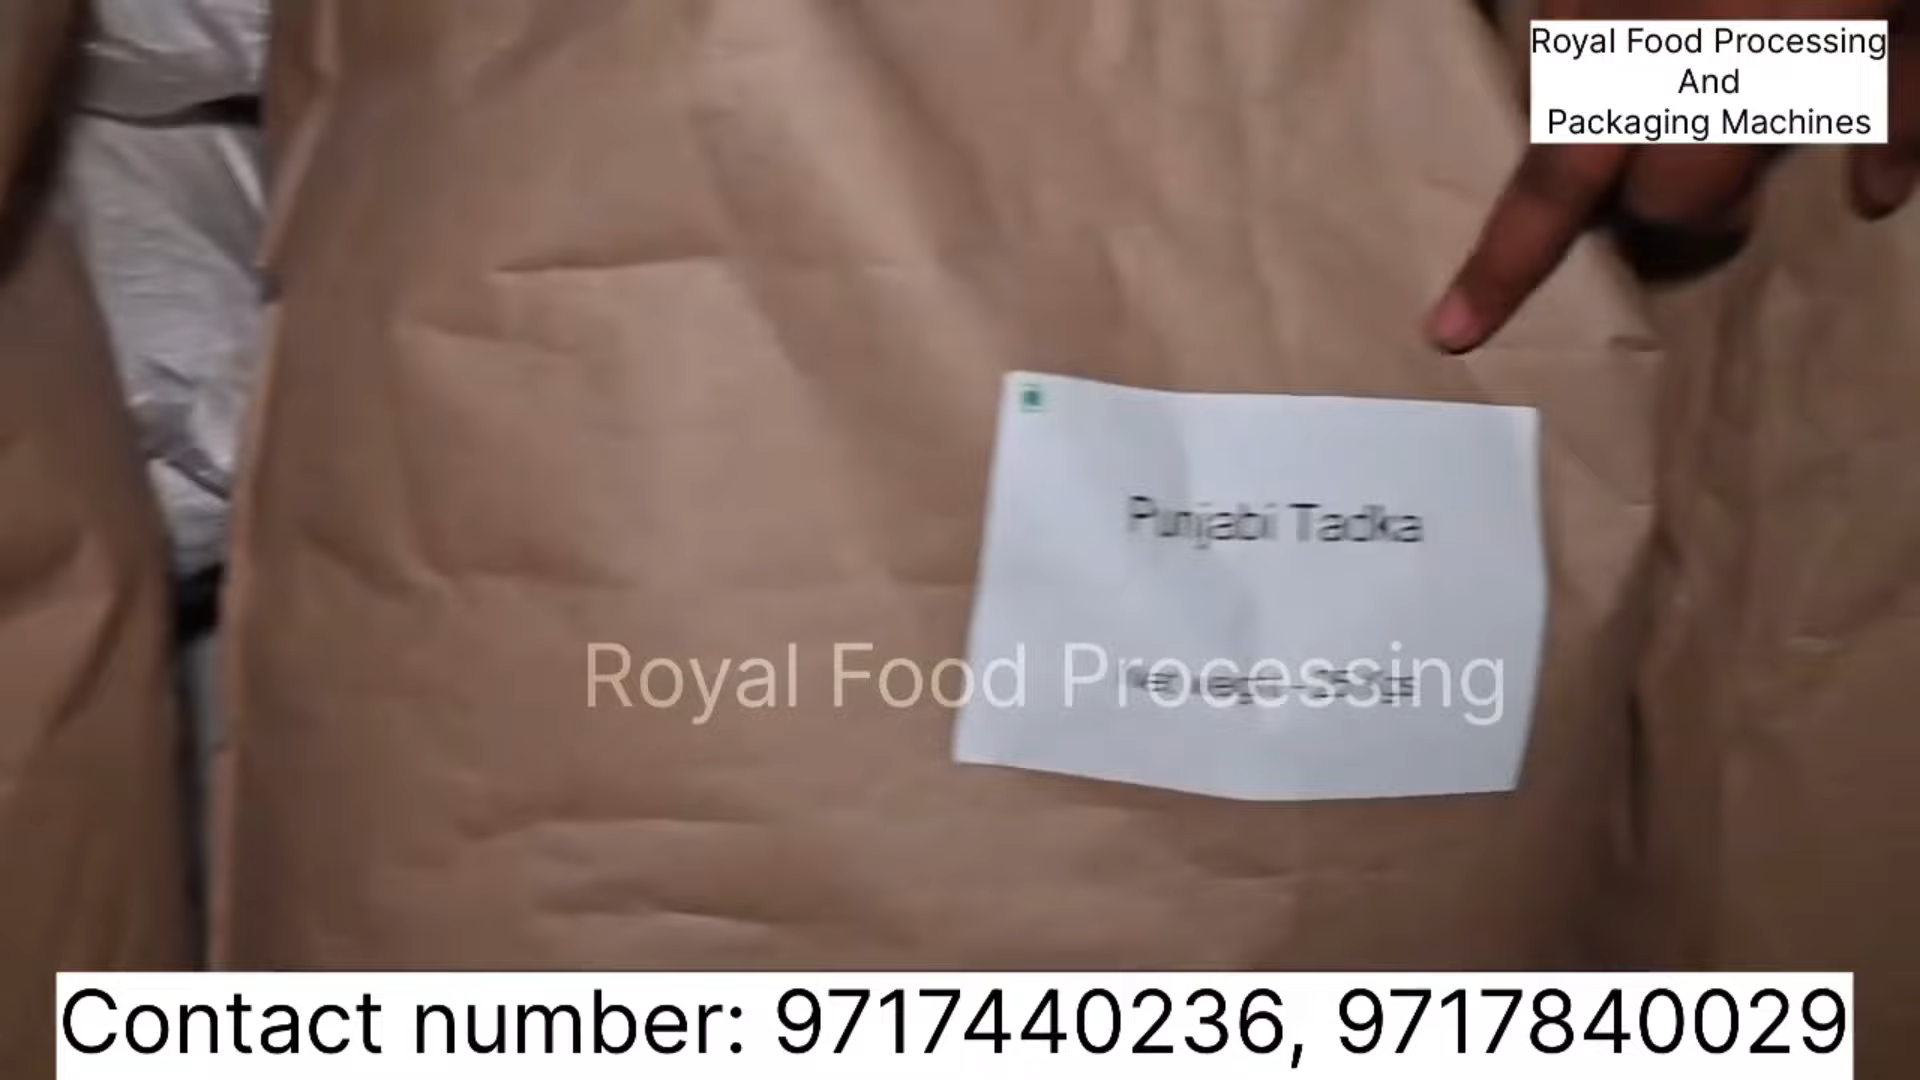 Royal Food Processing
And
Packaging Machines
Punjabi Tadka
Royal Food Processing
Contact number: 9717440236, 9717840029